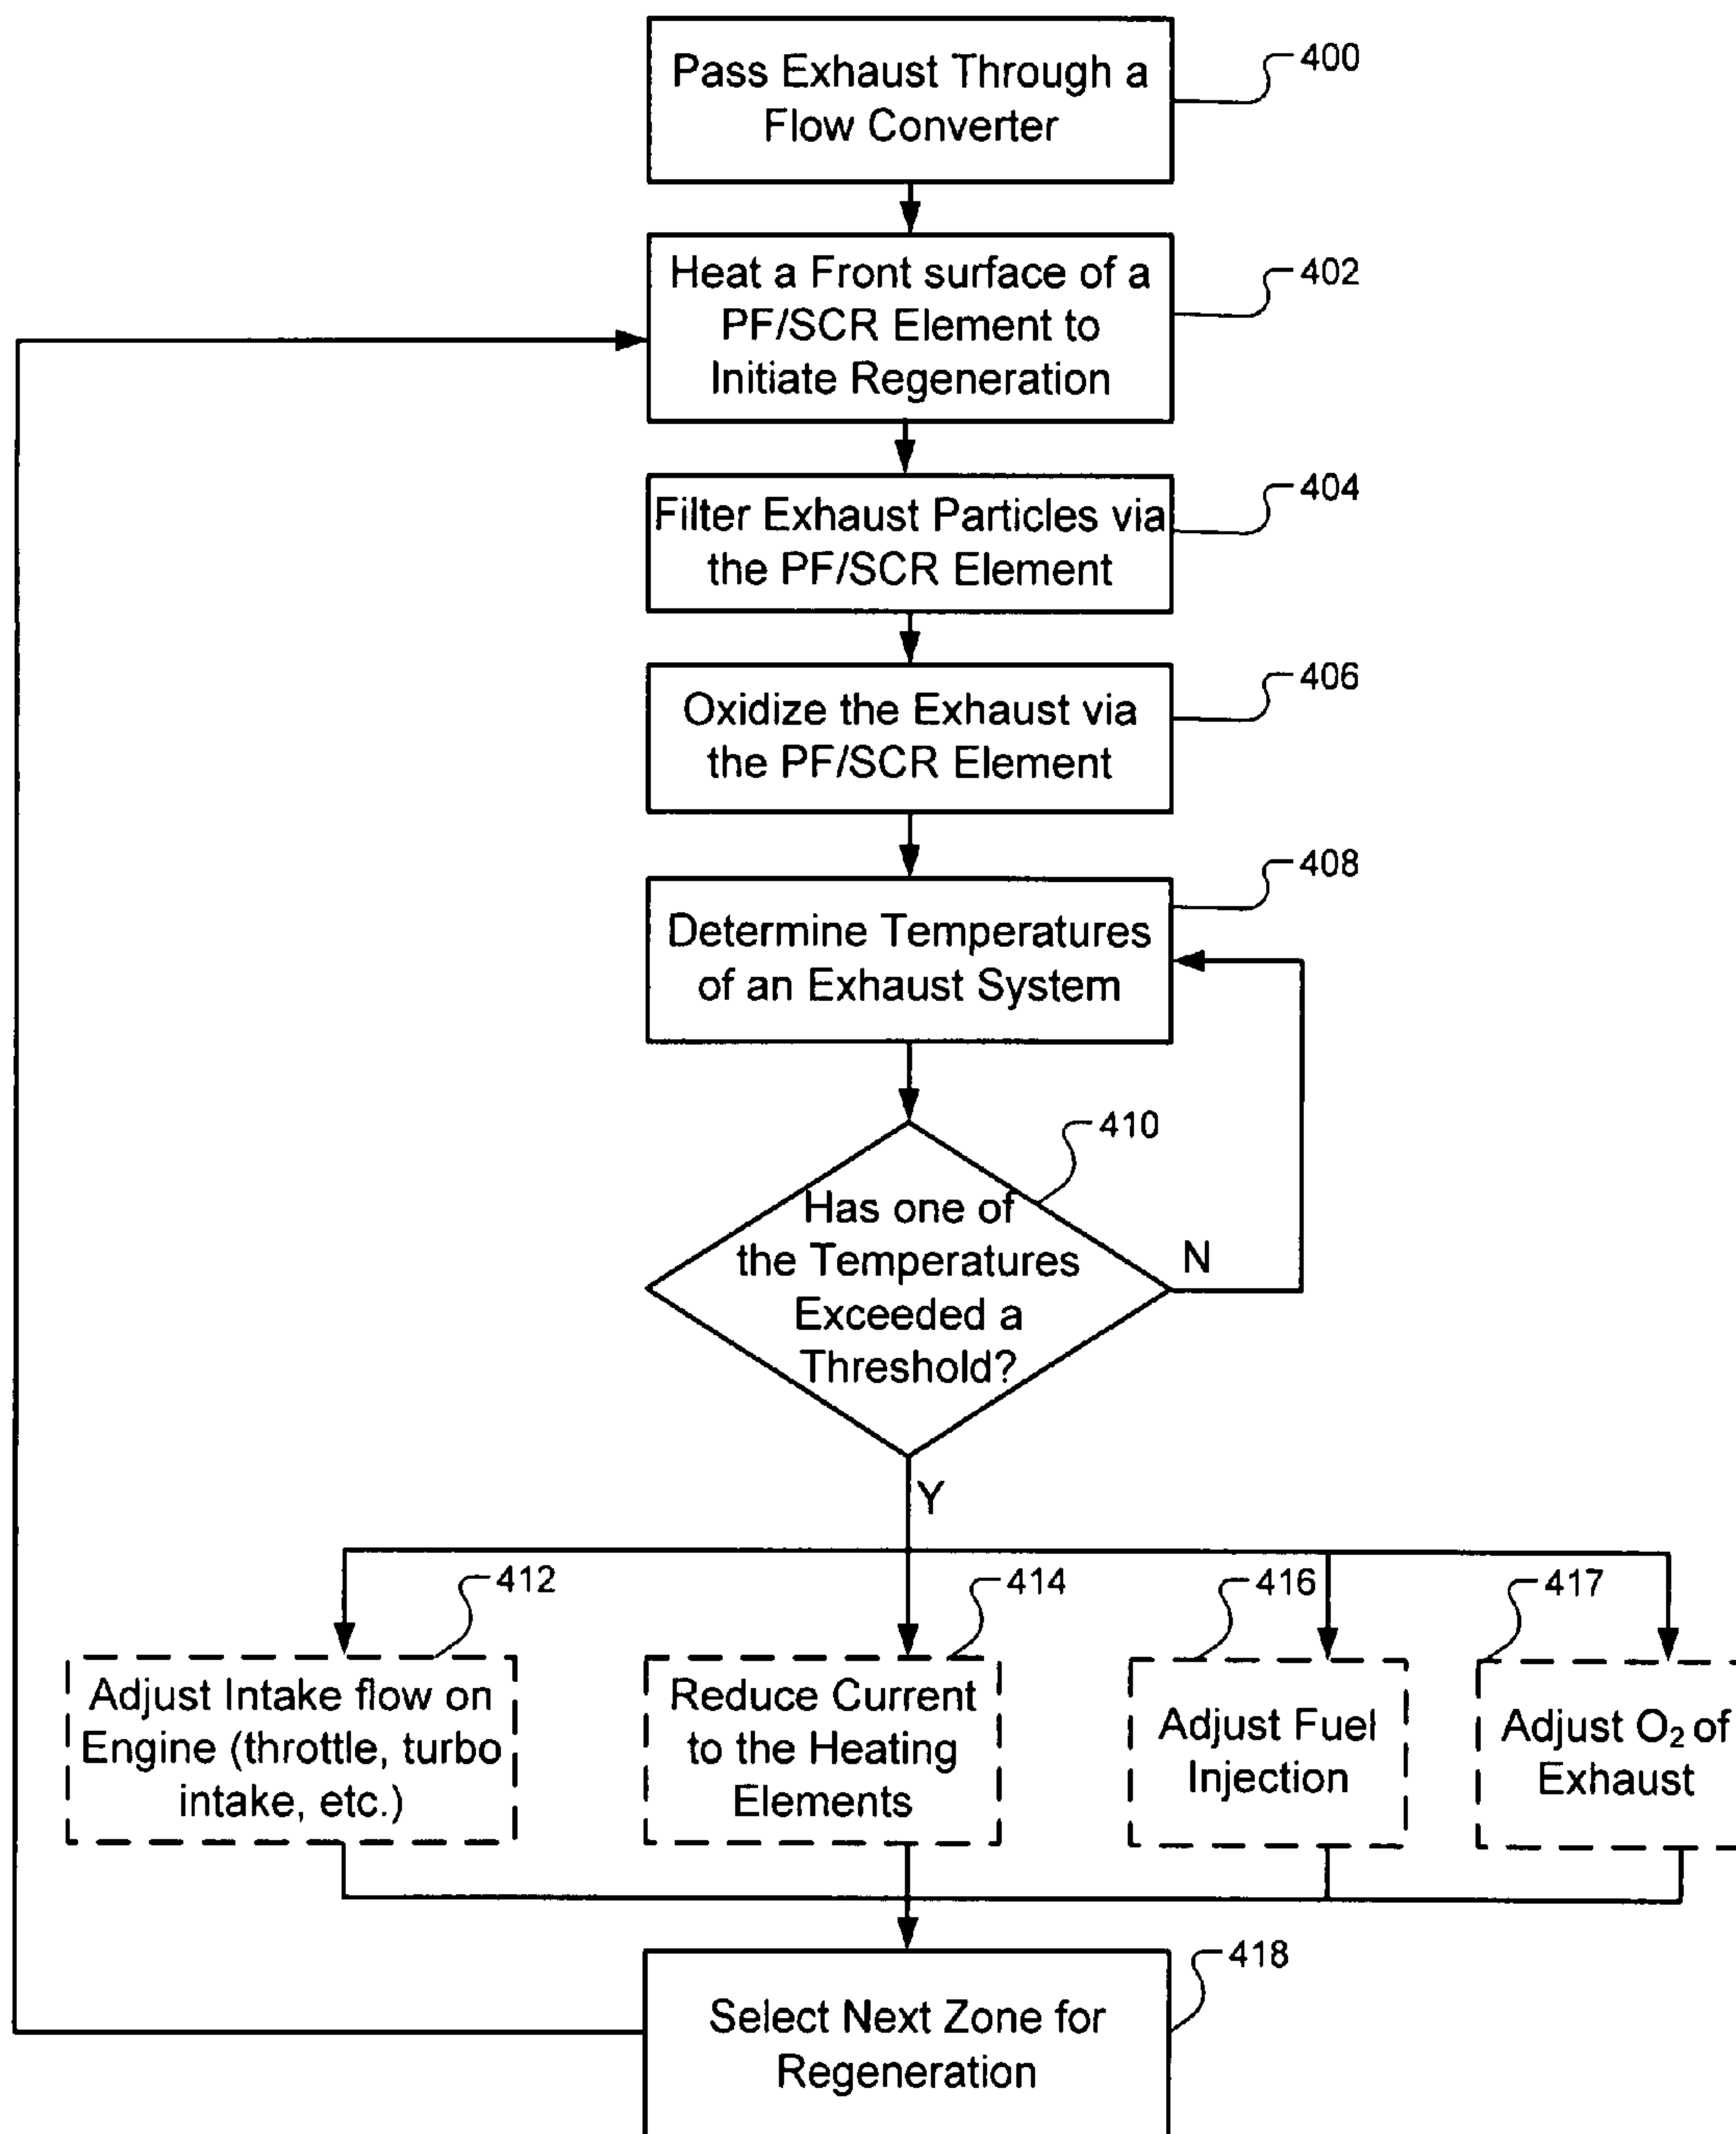 Pass Exhaust Through a
Flow Converter
400
Heat a Front surface of a
PF/SCR Element to
Initiate Regeneration
402
Filter Exhaust Particles via
the PF/SCR Element
404
Oxidize the Exhaust via
the PF/SCR Element
406
Determine Temperatures
of an Exhaust System
408
Has one of
the Temperatures
Exceeded a
Threshold?
410
N
Y
Adjust Intake flow on
Engine (throttle, turbo
intake, etc.)
412
Reduce Current
to the Heating
Elements
414
Adjust Fuel
Injection
416
Adjust O₂ of
Exhaust
417
Select Next Zone for
Regeneration
418